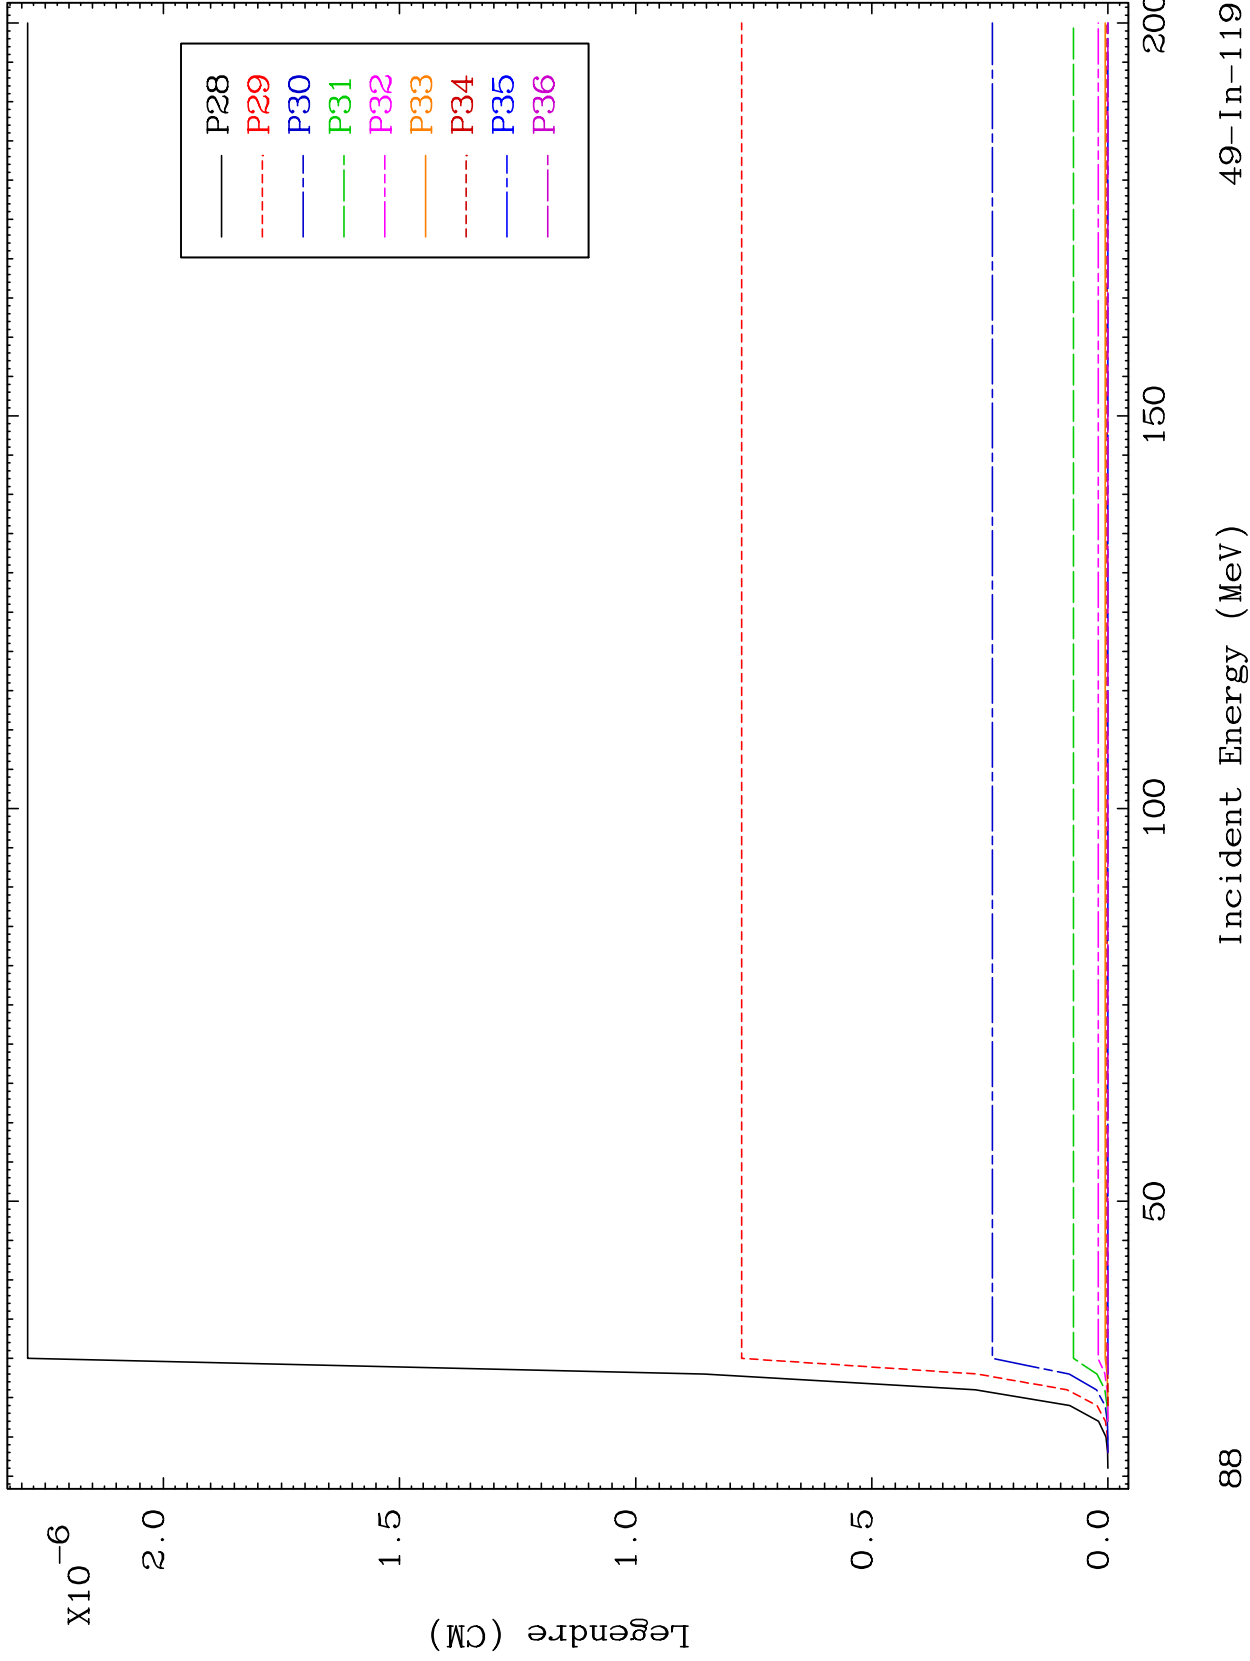 X10⁻⁶
2.0
1.5
1.0
0.5
0.0
Legendre (CM)
P28
P29
P30
P31
P32
P33
P34
P35
P36
50
100
150
200
Incident Energy (MeV)
88
49-In-119